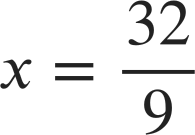 x = 32/9